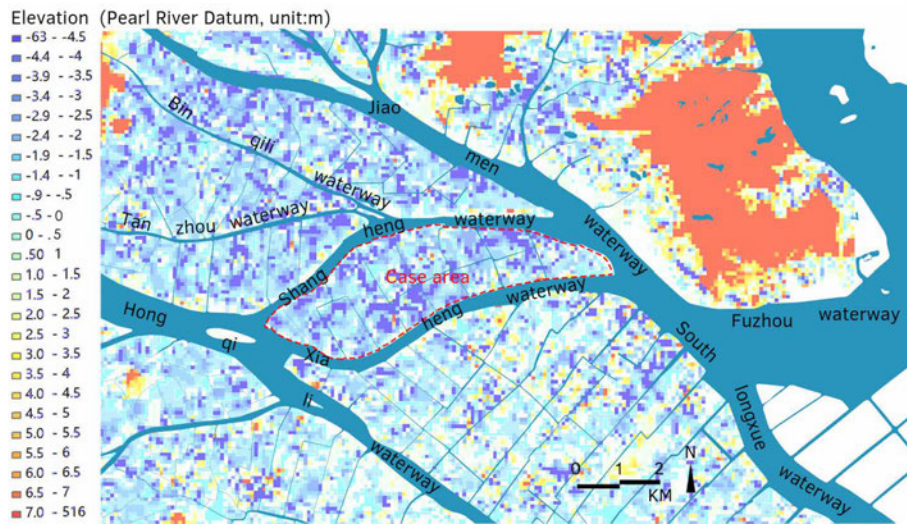 Elevation (Pearl River Datum, unit:m)
-63 - -4.5
-4.4 - -4
-3.9 - -3.5
-3.4 - -3
-2.9 - -2.5
-2.4 - -2
-1.9 - -1.5
-1.4 - -1
-.9 - -.5
-.5 - 0
0 - .5
.50 1
1.0 - 1.5
1.5 - 2
2.0 - 2.5
2.5 - 3
3.0 - 3.5
3.5 - 4
4.0 - 4.5
4.5 - 5
5.0 - 5.5
5.5 - 6
6.0 - 6.5
6.5 - 7
7.0 - 516
Jiao men waterway
Bin qili waterway
Tan zhou waterway
Shang heng waterway
Case area
Xia heng waterway
Hong qi li waterway
Fuzhou waterway
South longxue waterway
0 1 2
KM
N